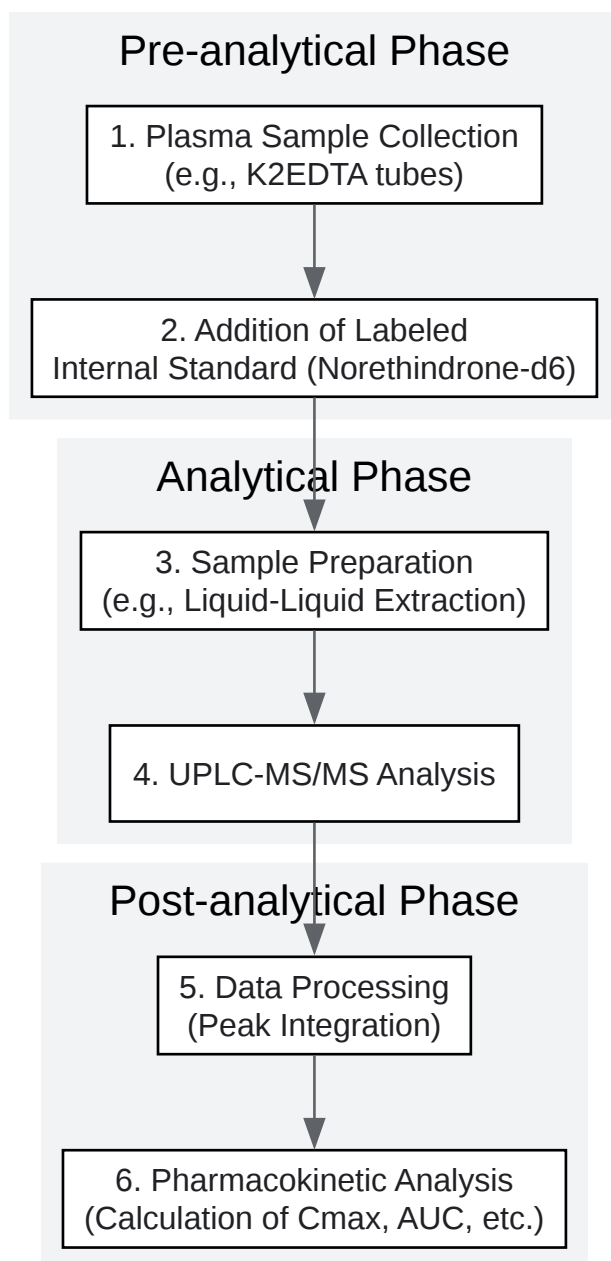 Pre-analytical Phase
1. Plasma Sample Collection
(e.g., K2EDTA tubes)
2. Addition of Labeled
Internal Standard (Norethindrone-d6)
Analytical Phase
3. Sample Preparation
(e.g., Liquid-Liquid Extraction)
4. UPLC-MS/MS Analysis
Post-analytical Phase
5. Data Processing
(Peak Integration)
6. Pharmacokinetic Analysis
(Calculation of Cmax, AUC, etc.)